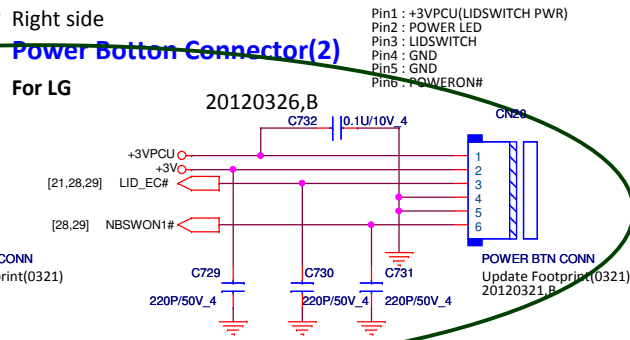 Right side
Power Botton Connector(2)
For LG
Pin1 : +3VPCU(LIDSWITCH PWR)
Pin2 : POWER LED
Pin3 : LIDSWITCH
Pin4 : GND
Pin5 : GND
Pin6 : POWERON#
20120326,B
C732
0.1U/10V_4
CN20
+3VPCU
+3V
[21,28,29] LID_EC#
[28,29] NBSWON1#
1
2
3
4
5
6
C729
220P/50V_4
C730
220P/50V_4
C731
220P/50V_4
POWER BTN CONN
Update Footprint(0321)
20120321,B
CONN
print(0321)